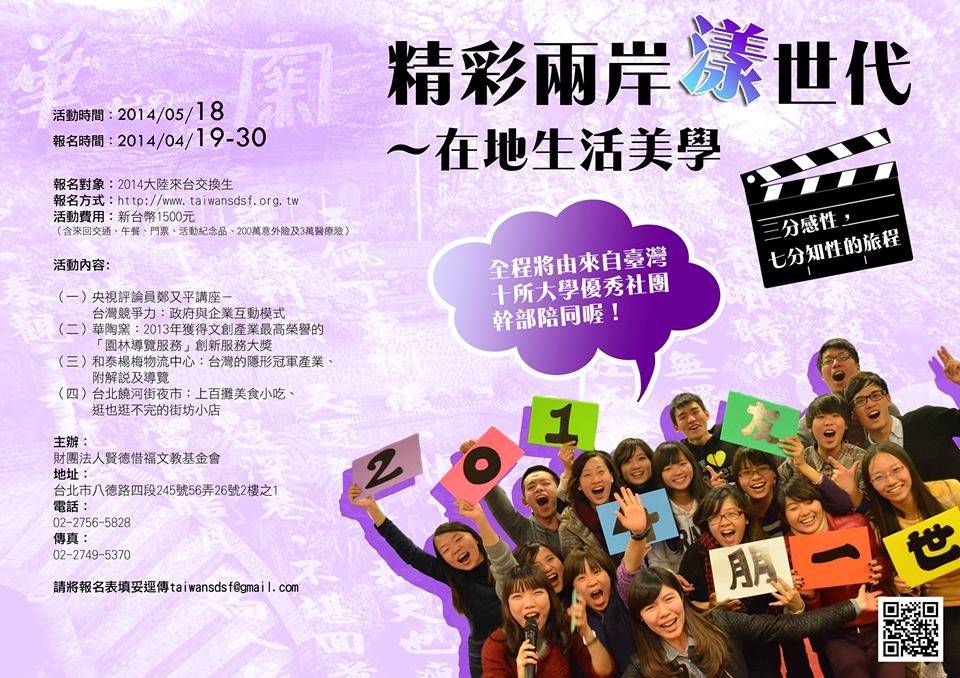 精彩兩岸漾世代
～在地生活美學
活動時間：2014/05/18
報名時間：2014/04/19-30
報名對象：2014大陸來台交換生
報名方式：http://www.taiwansdsf.org.tw
活動費用：新台幣1500元
（含來回交通、午餐、門票、活動紀念品、200萬意外險及3萬醫療險）
活動內容：
（一）央視評論員鄭又平講座－
台灣競爭力：政府與企業互動模式
（二）華陶窯：2013年獲得文創產業最高榮譽的
「園林導覽服務」創新服務大獎
（三）和泰楊梅物流中心：台灣的隱形冠軍產業、
附解説及導覽
（四）台北饒河街夜市：上百攤美食小吃、
逛也逛不完的街坊小店
主辦：
財團法人賢德惜福文教基金會
地址：
台北市八德路四段245號56弄26號2樓之1
電話：
02-2756-5828
傳真：
02-2749-5370
請將報名表填妥逕傳taiwansdsf@gmail.com
三分感性，
七分知性的旅程
全程將由來自臺灣
十所大學優秀社團
幹部陪同喔！
2 0 1
友
朋 一 世